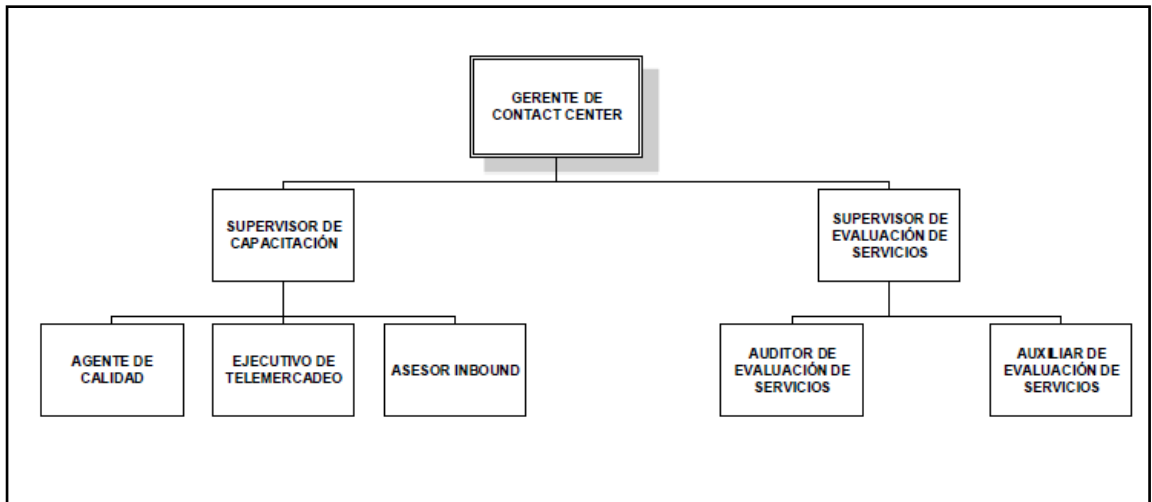 GERENTE DE
CONTACT CENTER
SUPERVISOR DE
CAPACITACIÓN
SUPERVISOR DE
EVALUACIÓN DE
SERVICIOS
AGENTE DE
CALIDAD
EJECUTIVO DE
TELEMERCADEO
ASESOR INBOUND
AUDITOR DE
EVALUACIÓN DE
SERVICIOS
AUXILIAR DE
EVALUACIÓN DE
SERVICIOS